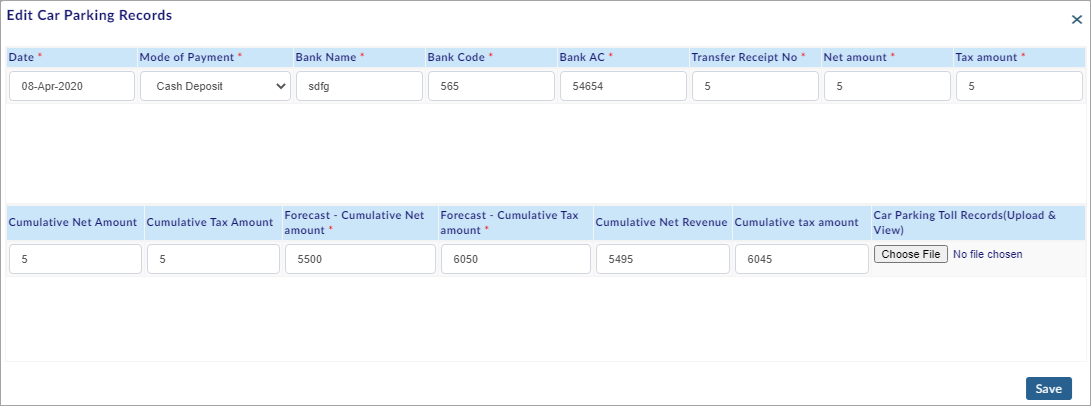 Edit Car Parking Records
×
Date * Mode of Payment * Bank Name * Bank Code * Bank AC * Transfer Receipt No * Net amount * Tax amount *
08-Apr-2020 Cash Deposit sdfg 565 54654 5 5 5
Cumulative Net Amount Cumulative Tax Amount Forecast - Cumulative Net amount * Forecast - Cumulative Tax amount * Cumulative Net Revenue Cumulative tax amount Car Parking Toll Records(Upload & View)
5 5 5500 6050 5495 6045 Choose File No file chosen
Save